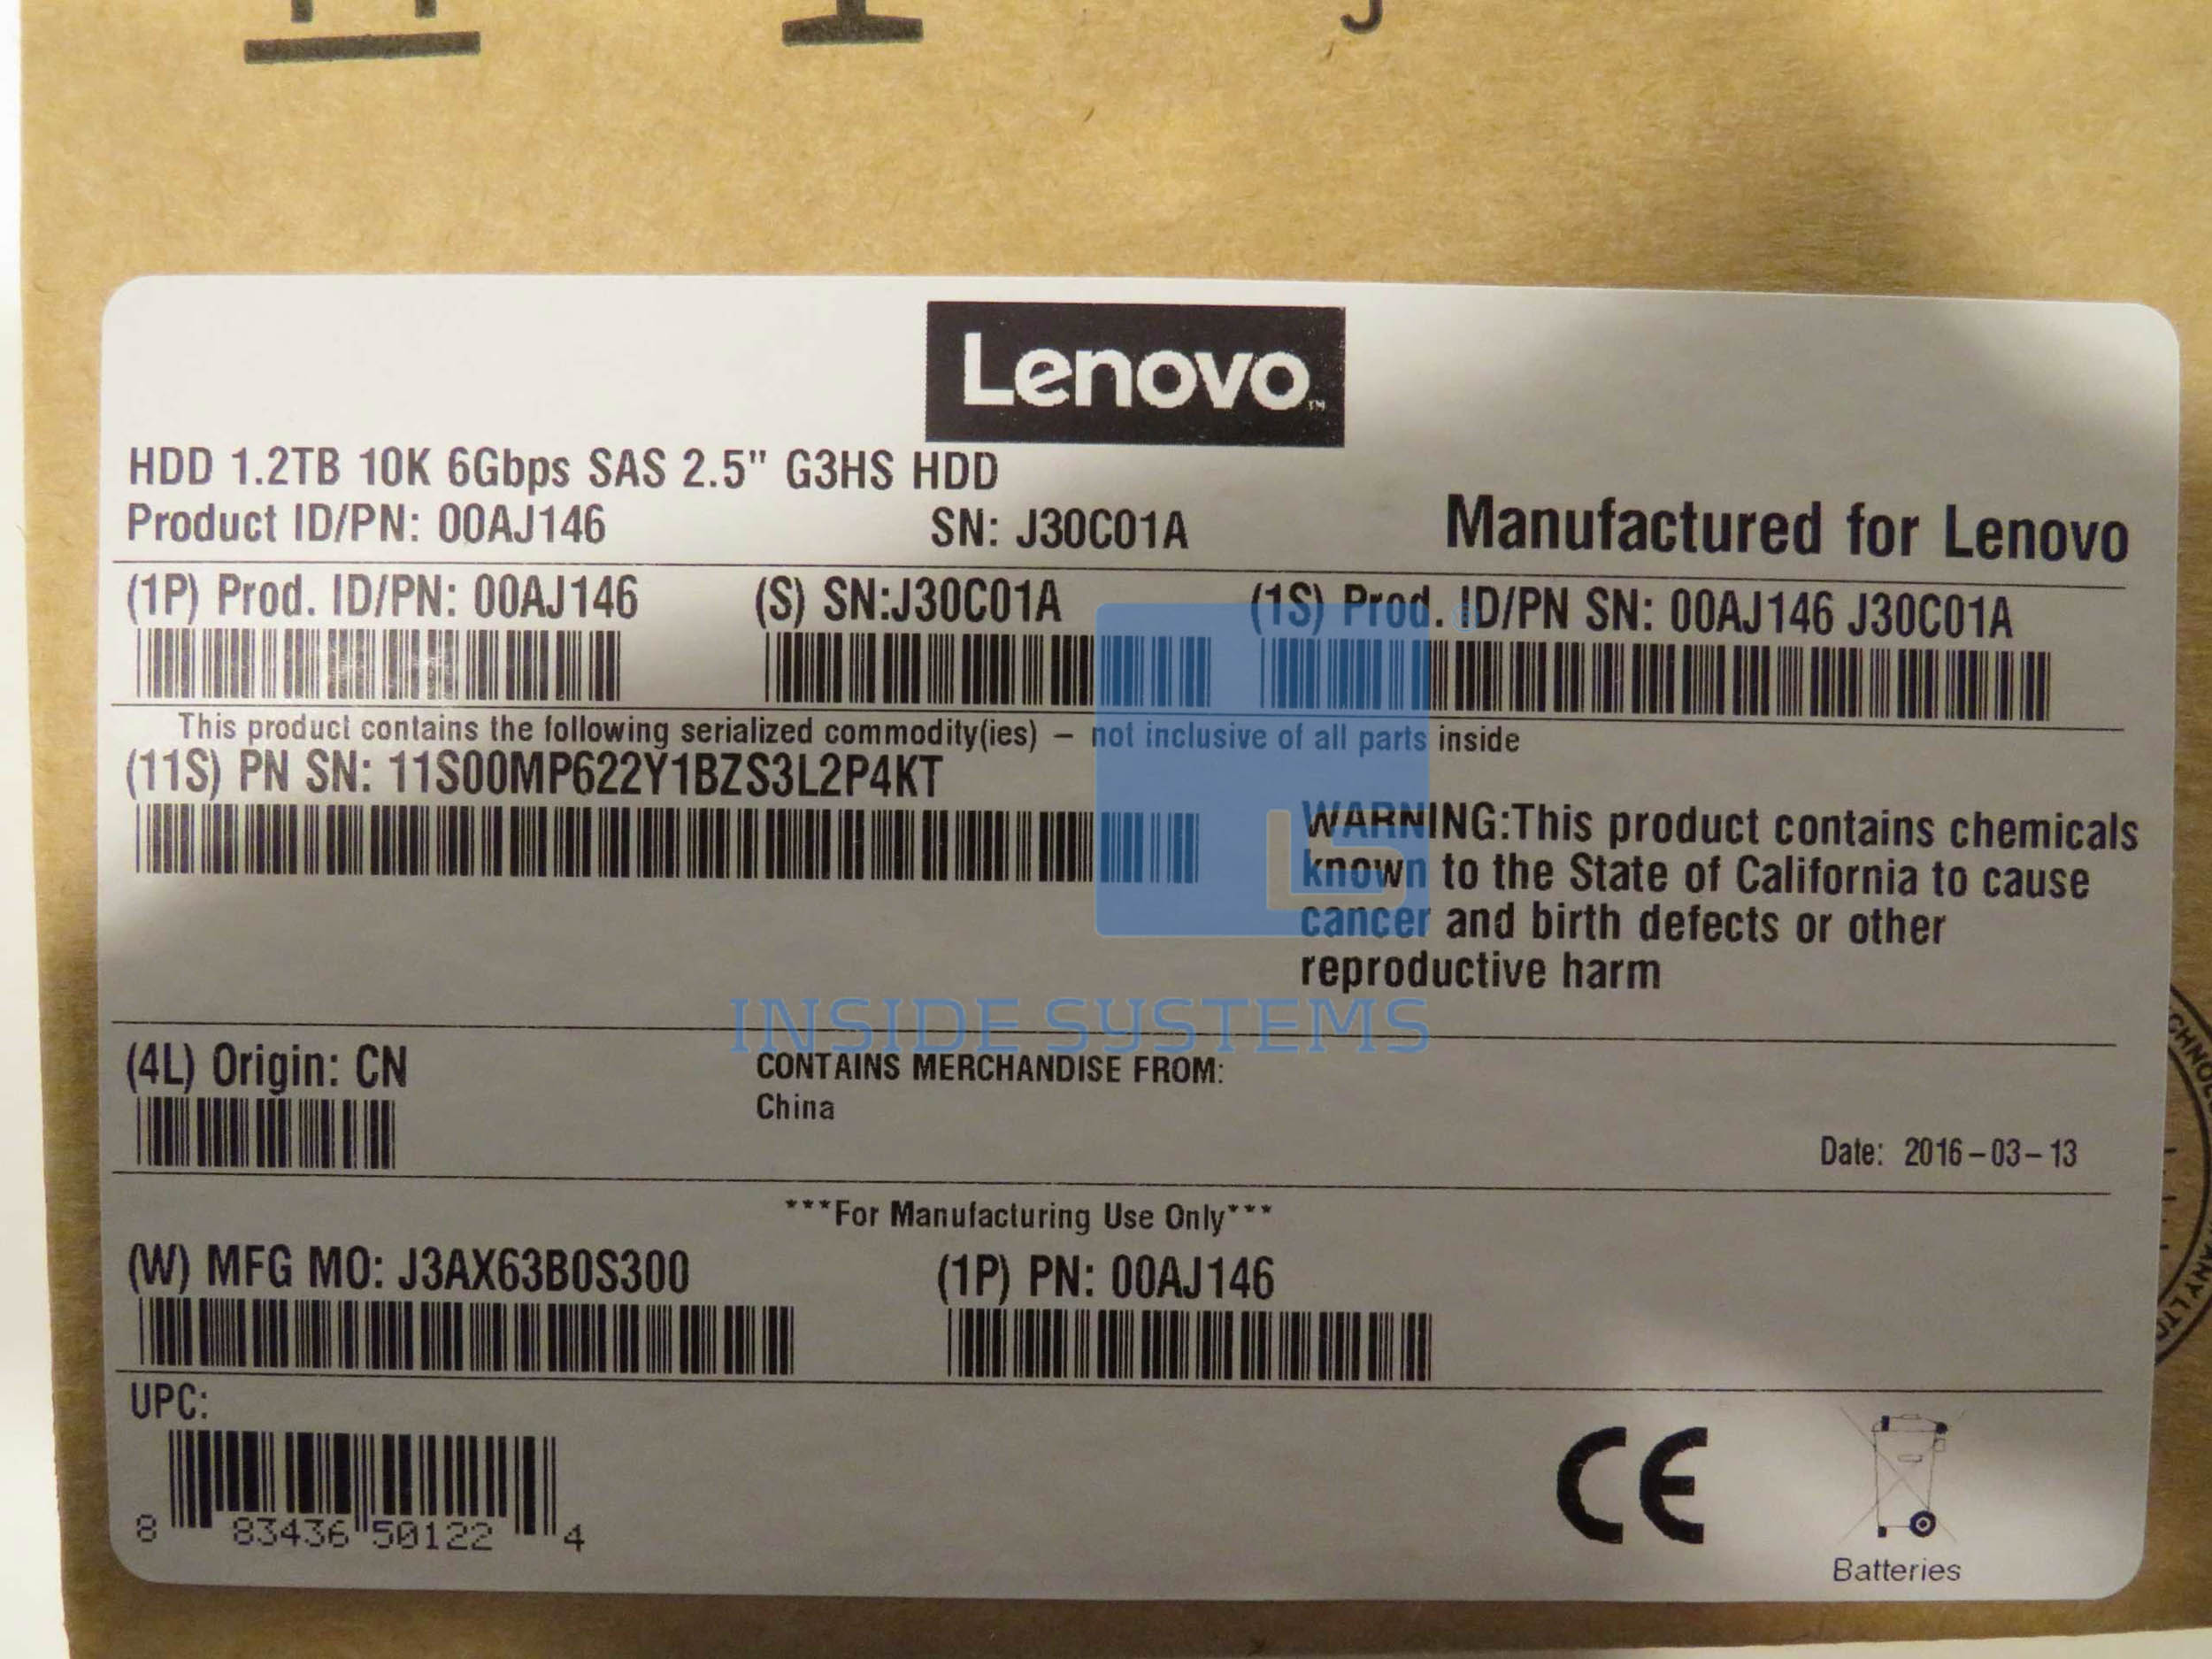 Lenovo™
HDD 1.2TB 10K 6Gbps SAS 2.5" G3HS HDD
Product ID/PN: 00AJ146 SN: J30C01A
Manufactured for Lenovo
(1P) Prod. ID/PN: 00AJ146 (S) SN:J30C01A (1S) Prod. ID/PN SN: 00AJ146 J30C01A
This product contains the following serialized commodity(ies) – not inclusive of all parts inside
(11S) PN SN: 11S00MP622Y1BZS3L2P4KT
WARNING:This product contains chemicals
known to the State of California to cause
cancer and birth defects or other
reproductive harm
INSIDE SYSTEMS
(4L) Origin: CN
CONTAINS MERCHANDISE FROM:
China
Date: 2016-03-13
***For Manufacturing Use Only***
(W) MFG MO: J3AX63B0S300 (1P) PN: 00AJ146
UPC:
8 83436 50122 4
CE
Batteries